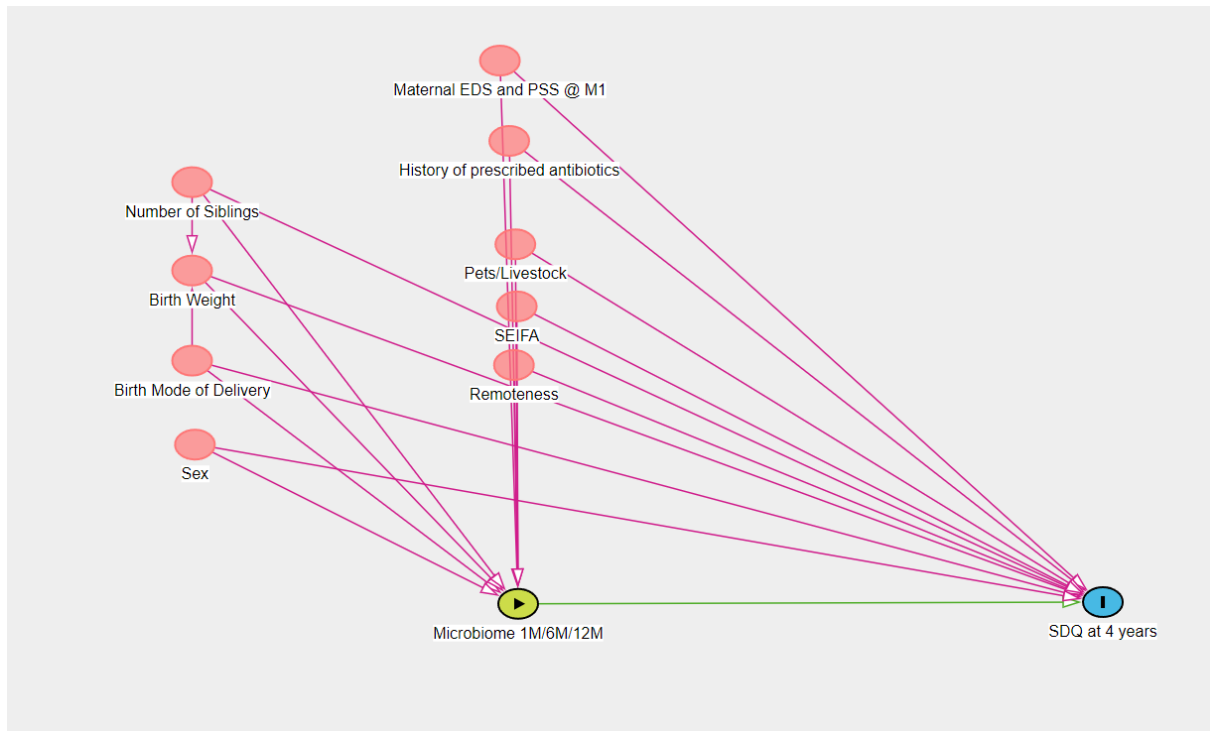 Maternal EDS and PSS @ M1
History of prescribed antibiotics
Number of Siblings
Pets/Livestock
Birth Weight
SEIFA
Birth Mode of Delivery
Remoteness
Sex
Microbiome 1M/6M/12M
SDQ at 4 years